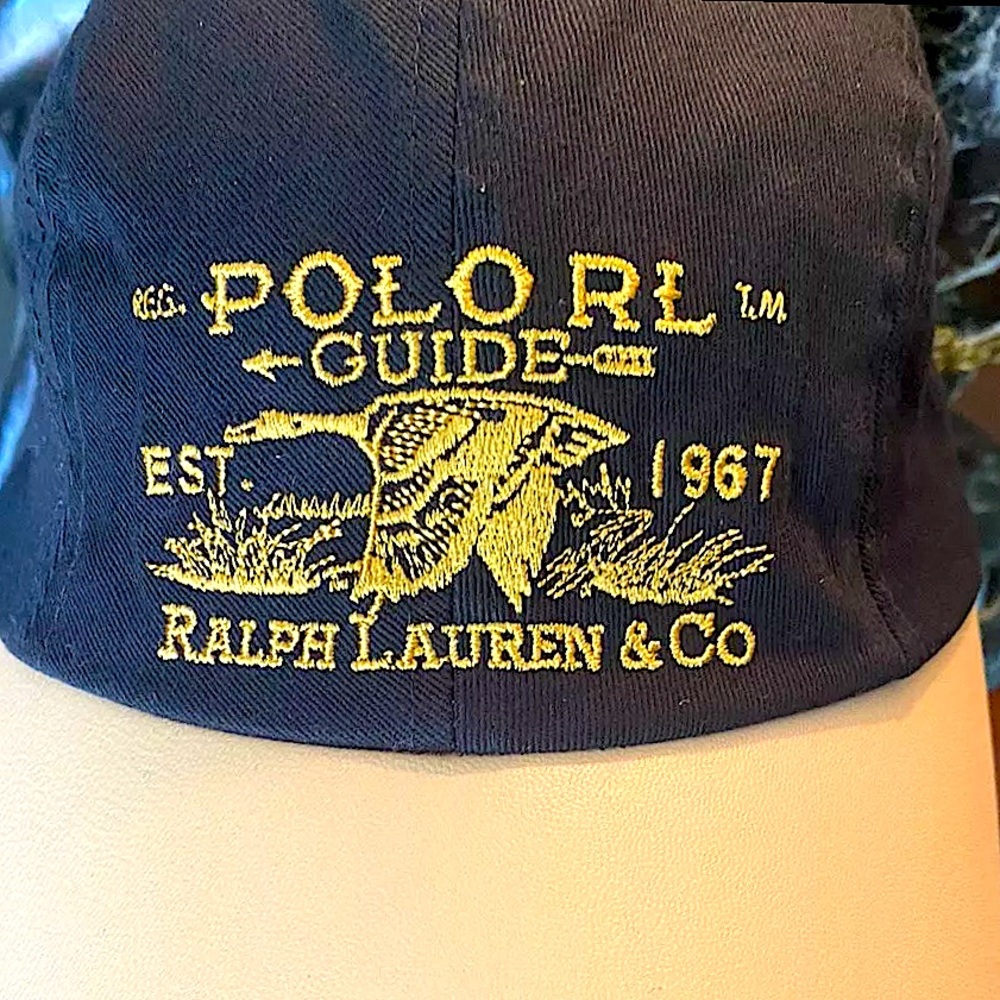 REG. POLO RL T.M.
GUIDE
EST. 1967
RALPH LAUREN & CO